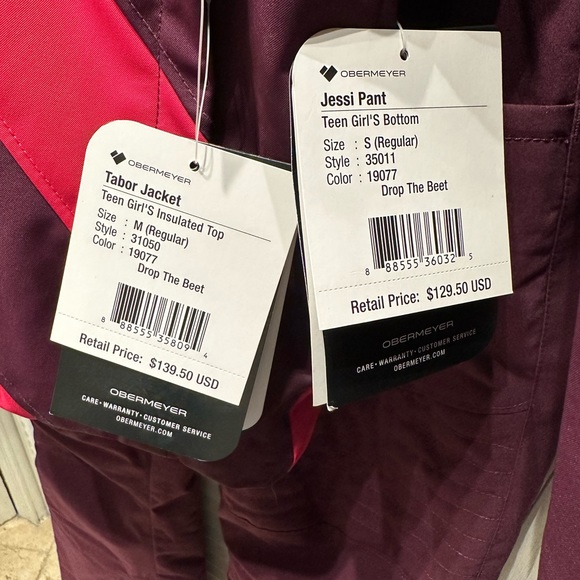 OBERMEYER
Tabor Jacket
Teen Girl'S Insulated Top
Size : M (Regular)
Style : 31050
Color : 19077
Drop The Beet
8 88555 35809 4
Retail Price: $139.50 USD
OBERMEYER
CARE • WARRANTY • CUSTOMER SERVICE
OBERMEYER.COM
OBERMEYER
Jessi Pant
Teen Girl'S Bottom
Size : S (Regular)
Style : 35011
Color : 19077
Drop The Beet
8 88555 36032 5
Retail Price: $129.50 USD
OBERMEYER
CARE • WARRANTY • CUSTOMER SERVICE
OBERMEYER.COM